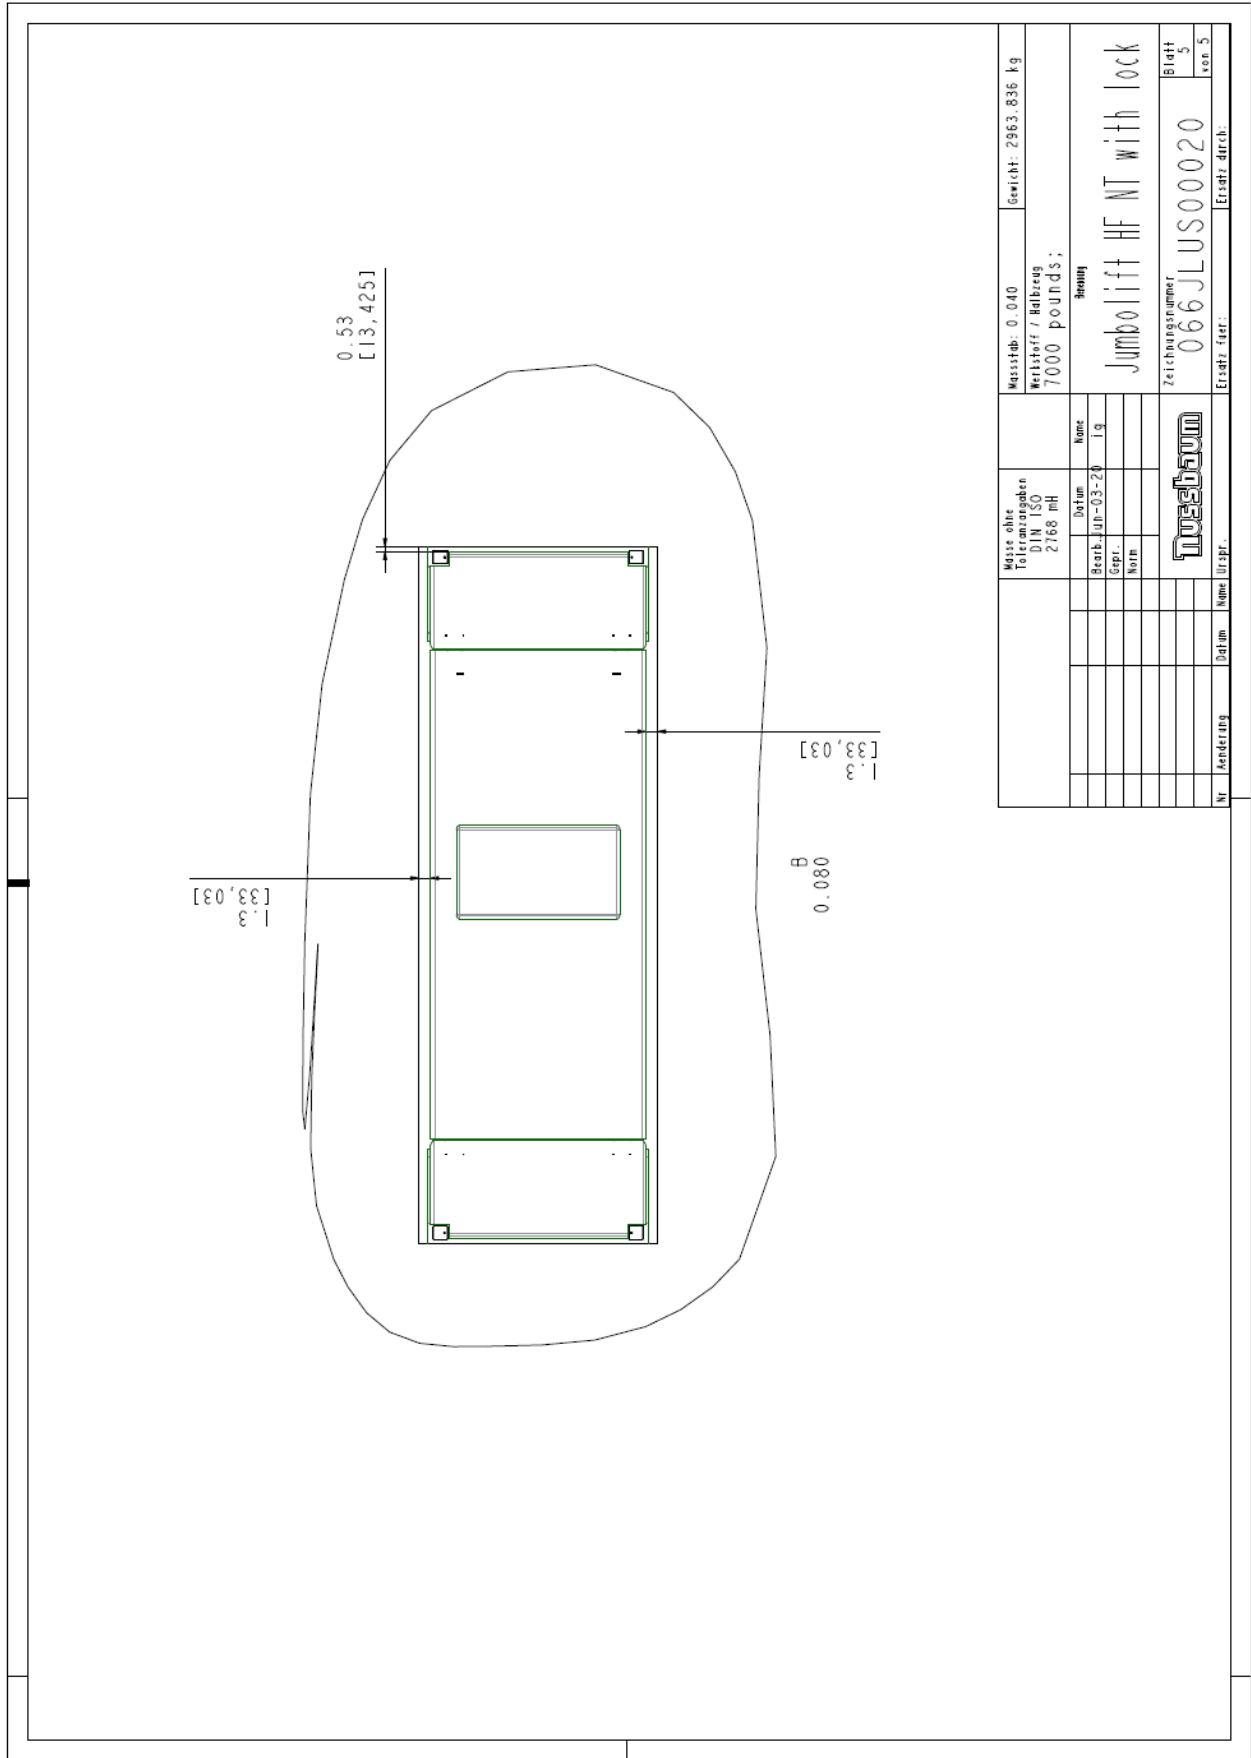 0.53
[13,425]
1.3
[33,03]
1.3
[33,03]
B
0.080
Masse ohne
Toleranzangaben
DIN ISO
2768 mH
Massstab: 0.040
Gewicht: 2963.836 kg
Werkstoff / Halbzeug
7000 pounds;
Datum
Name
Bearb.
Jun-03-20
ig
Gepr.
Norm
Benennung
Jumbolift HF NT with lock
nussbaum
Zeichnungsnummer
066JLUS00020
Blatt
5
von 5
Nr
Aenderung
Datum
Name
Urspr.
Ersatz fuer:
Ersatz durch: